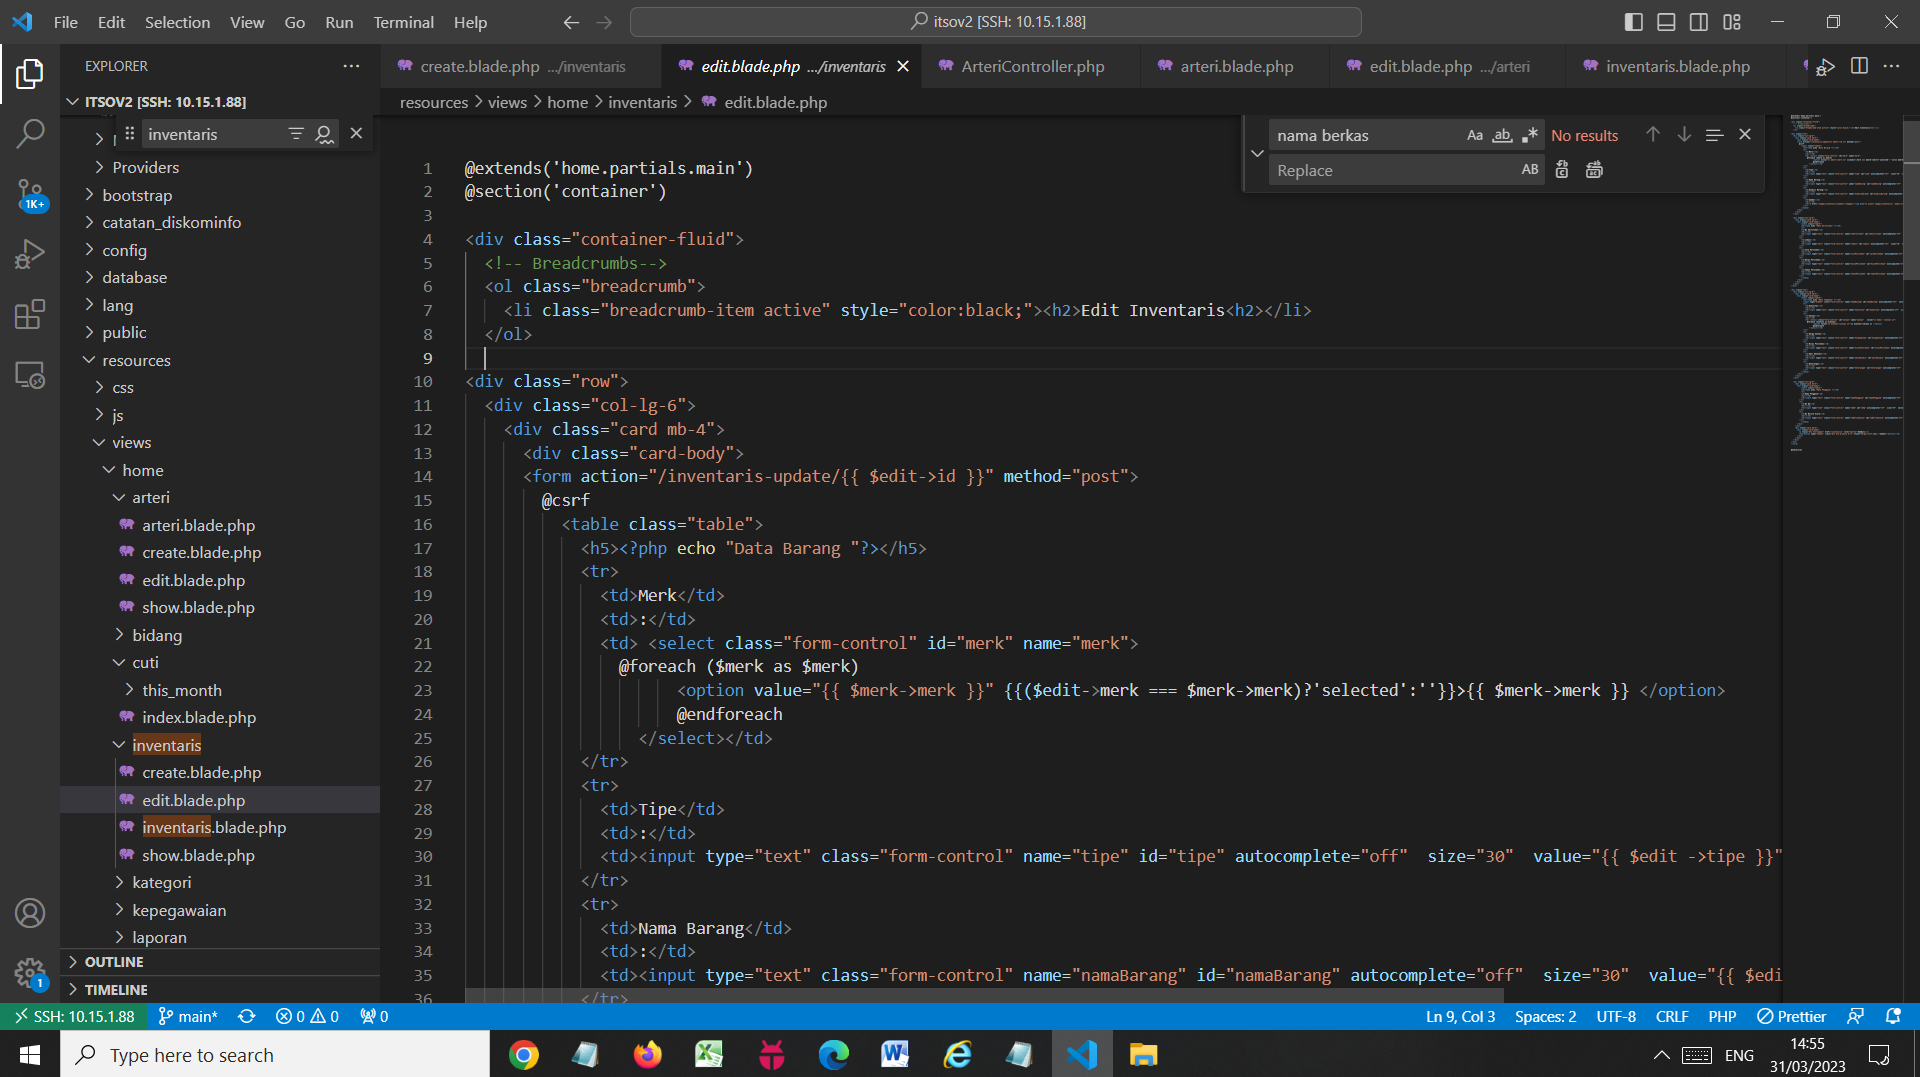 File Edit Selection View Go Run Terminal Help
itsov2 [SSH: 10.15.1.88]
EXPLORER
create.blade.php .../inventaris
edit.blade.php .../inventaris
ArteriController.php
arteri.blade.php
edit.blade.php .../arteri
inventaris.blade.php
ITSOV2 [SSH: 10.15.1.88]
resources > views > home > inventaris > edit.blade.php
inventaris
nama berkas
Aa
ab
No results
Replace
AB
Providers
bootstrap
catatan_diskominfo
config
database
lang
public
resources
css
js
views
home
arteri
arteri.blade.php
create.blade.php
edit.blade.php
show.blade.php
bidang
cuti
this_month
index.blade.php
inventaris
create.blade.php
edit.blade.php
inventaris.blade.php
show.blade.php
kategori
kepegawaian
laporan
OUTLINE
TIMELINE
1K+
1
1 @extends('home.partials.main')
2 @section('container')
3
4 <div class="container-fluid">
5 <!-- Breadcrumbs-->
6 <ol class="breadcrumb">
7 <li class="breadcrumb-item active" style="color:black;"><h2>Edit Inventaris<h2></li>
8 </ol>
9
10 <div class="row">
11 <div class="col-lg-6">
12 <div class="card mb-4">
13 <div class="card-body">
14 <form action="/inventaris-update/{{ $edit->id }}" method="post">
15 @csrf
16 <table class="table">
17 <h5><?php echo "Data Barang "?></h5>
18 <tr>
19 <td>Merk</td>
20 <td>:</td>
21 <td> <select class="form-control" id="merk" name="merk">
22 @foreach ($merk as $merk)
23 <option value="{{ $merk->merk }}" {{($edit->merk === $merk->merk)?'selected':''}}>{{ $merk->merk }} </option>
24 @endforeach
25 </select></td>
26 </tr>
27 <tr>
28 <td>Tipe</td>
29 <td>:</td>
30 <td><input type="text" class="form-control" name="tipe" id="tipe" autocomplete="off" size="30" value="{{ $edit ->tipe }}"
31 </tr>
32 <tr>
33 <td>Nama Barang</td>
34 <td>:</td>
35 <td><input type="text" class="form-control" name="namaBarang" id="namaBarang" autocomplete="off" size="30" value="{{ $edi
36 </tr>
SSH: 10.15.1.88 main* 0 0 0
Ln 9, Col 3 Spaces: 2 UTF-8 CRLF PHP Prettier
Type here to search
ENG
14:55
31/03/2023